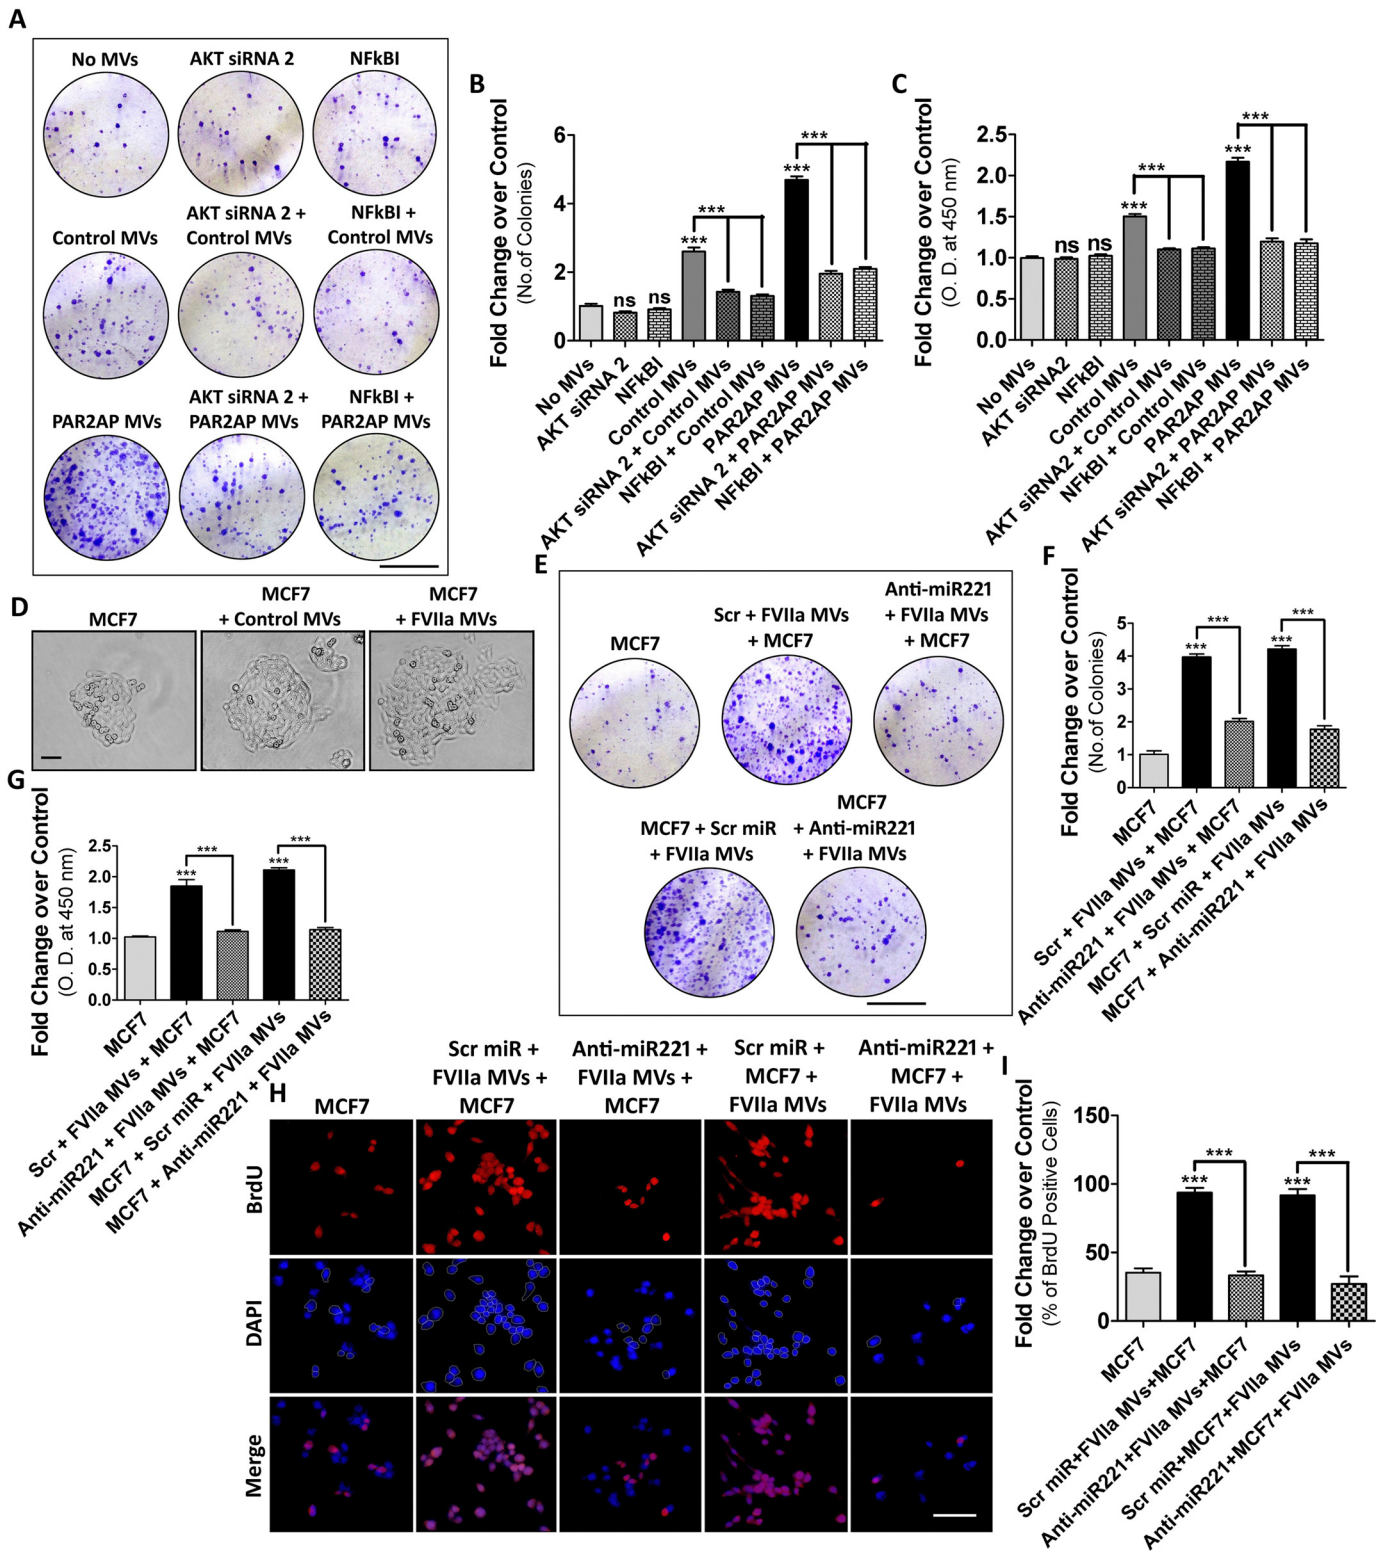 A
No MVs
AKT siRNA 2
NFkBI
Control MVs
AKT siRNA 2 +
Control MVs
NFkBI +
Control MVs
PAR2AP MVs
AKT siRNA 2 +
PAR2AP MVs
NFkBI +
PAR2AP MVs
B
Fold Change over Control
(No.of Colonies)
6
4
2
0
ns
ns
***
***
***
***
No MVs
AKT siRNA 2
NFkBI
Control MVs
AKT siRNA 2 + Control MVs
NFkBI + Control MVs
PAR2AP MVs
AKT siRNA 2 + PAR2AP MVs
NFkBI + PAR2AP MVs
C
Fold Change over Control
(O. D. at 450 nm)
2.5
2.0
1.5
1.0
0.5
0.0
ns
ns
***
***
***
***
No MVs
AKT siRNA2
NFkBI
Control MVs
AKT siRNA2 + Control MVs
NFkBI + Control MVs
PAR2AP MVs
AKT siRNA2 + PAR2AP MVs
NFkBI + PAR2AP MVs
D
MCF7
MCF7
+ Control MVs
MCF7
+ FVIIa MVs
E
MCF7
Scr + FVIIa MVs
+ MCF7
Anti-miR221
+ FVIIa MVs
+ MCF7
MCF7 + Scr miR
+ FVIIa MVs
MCF7
+ Anti-miR221
+ FVIIa MVs
F
Fold Change over Control
(No.of Colonies)
5
4
3
2
1
0
***
***
***
***
MCF7
Scr + FVIIa MVs + MCF7
Anti-miR221 + FVIIa MVs + MCF7
MCF7 + Scr miR + FVIIa MVs
MCF7 + Anti-miR221 + FVIIa MVs
G
Fold Change over Control
(O. D. at 450 nm)
2.5
2.0
1.5
1.0
0.5
0.0
***
***
***
***
MCF7
Scr + FVIIa MVs + MCF7
Anti-miR221 + FVIIa MVs + MCF7
MCF7 + Scr miR + FVIIa MVs
MCF7 + Anti-miR221 + FVIIa MVs
H
MCF7
Scr miR +
FVIIa MVs +
MCF7
Anti-miR221 +
FVIIa MVs +
MCF7
Scr miR +
MCF7 +
FVIIa MVs
Anti-miR221 +
MCF7 +
FVIIa MVs
BrdU
DAPI
Merge
I
Fold Change over Control
(% of BrdU Positive Cells)
150
100
50
0
***
***
***
***
MCF7
Scr miR+FVIIa MVs+MCF7
Anti-miR221+FVIIa MVs+MCF7
Scr miR+MCF7+FVIIa MVs
Anti-miR221+MCF7+FVIIa MVs